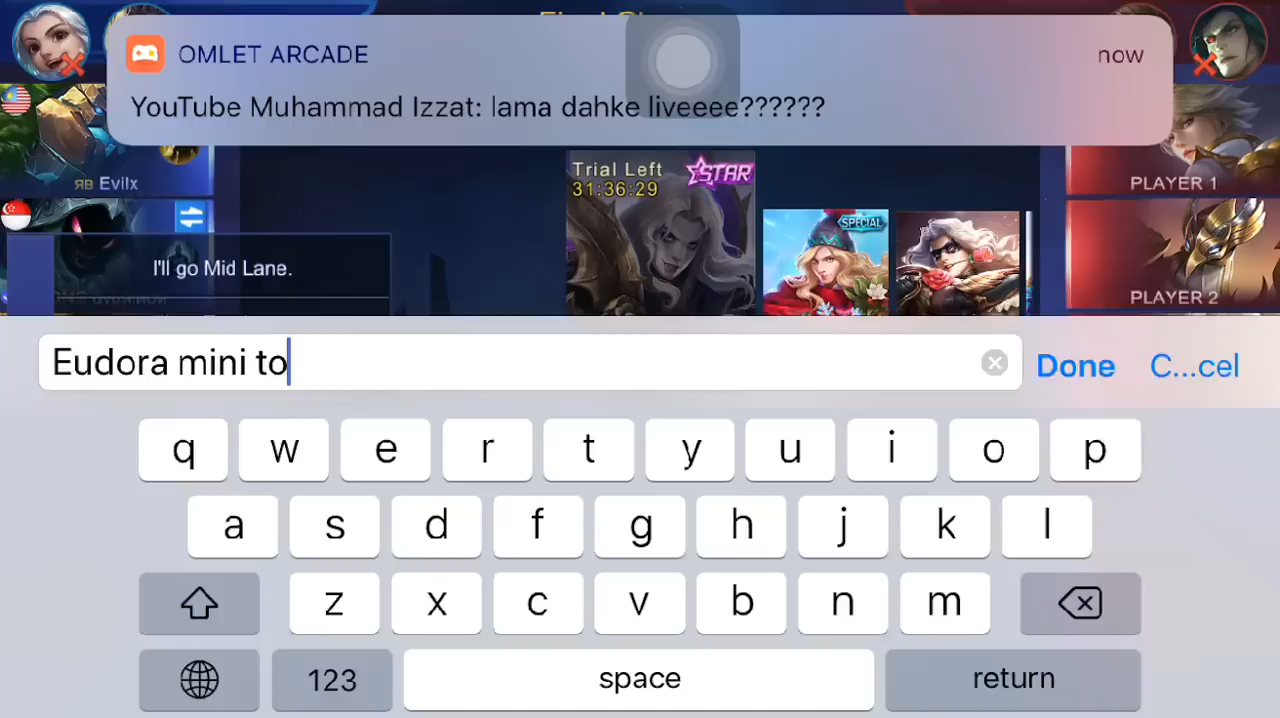 OMLET ARCADE
now
YouTube Muhammad Izzat: lama dahke liveeee??????
Trial Left
31:36:29
STAR
SPECIAL
ЯB Evilx
PLAYER 1
I'll go Mid Lane.
PLAYER 2
Eudora mini to
Done
C...cel
q w e r t y u i o p
a s d f g h j k l
z x c v b n m
123
space
return